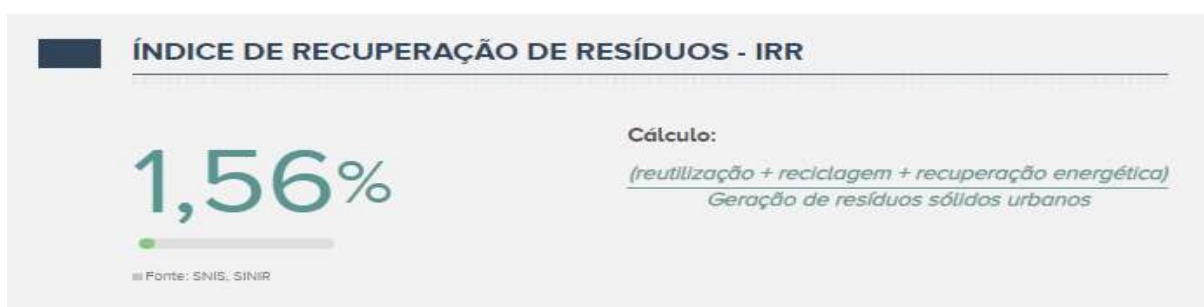 ÍNDICE DE RECUPERAÇÃO DE RESÍDUOS - IRR
1,56%
Fonte: SNIS, SINIR
Cálculo:
(reutilização + reciclagem + recuperação energética)
Geração de resíduos sólidos urbanos